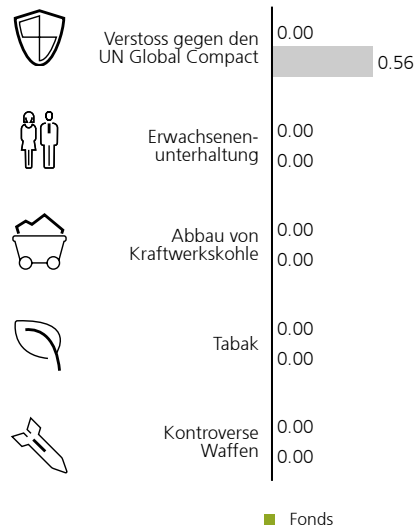 Verstoss gegen den
UN Global Compact
0.00
0.56
Erwachsenen-
unterhaltung
0.00
0.00
Abbau von
Kraftwerkskohle
0.00
0.00
Tabak
0.00
0.00
Kontroverse
Waffen
0.00
0.00
Fonds